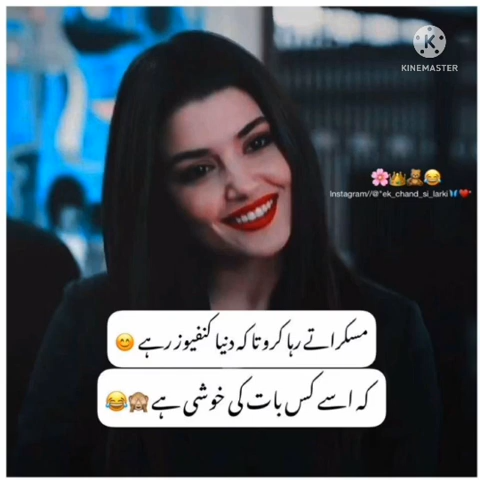 KINEMASTER
🌸👑🧸😂
Instagram//@"ek_chand_si_larki🦋❤️"
مسکراتے رہا کرو تاکہ دنیا کنفیوز رہے 😊
کہ اسے کس بات کی خوشی ہے 🙈😂